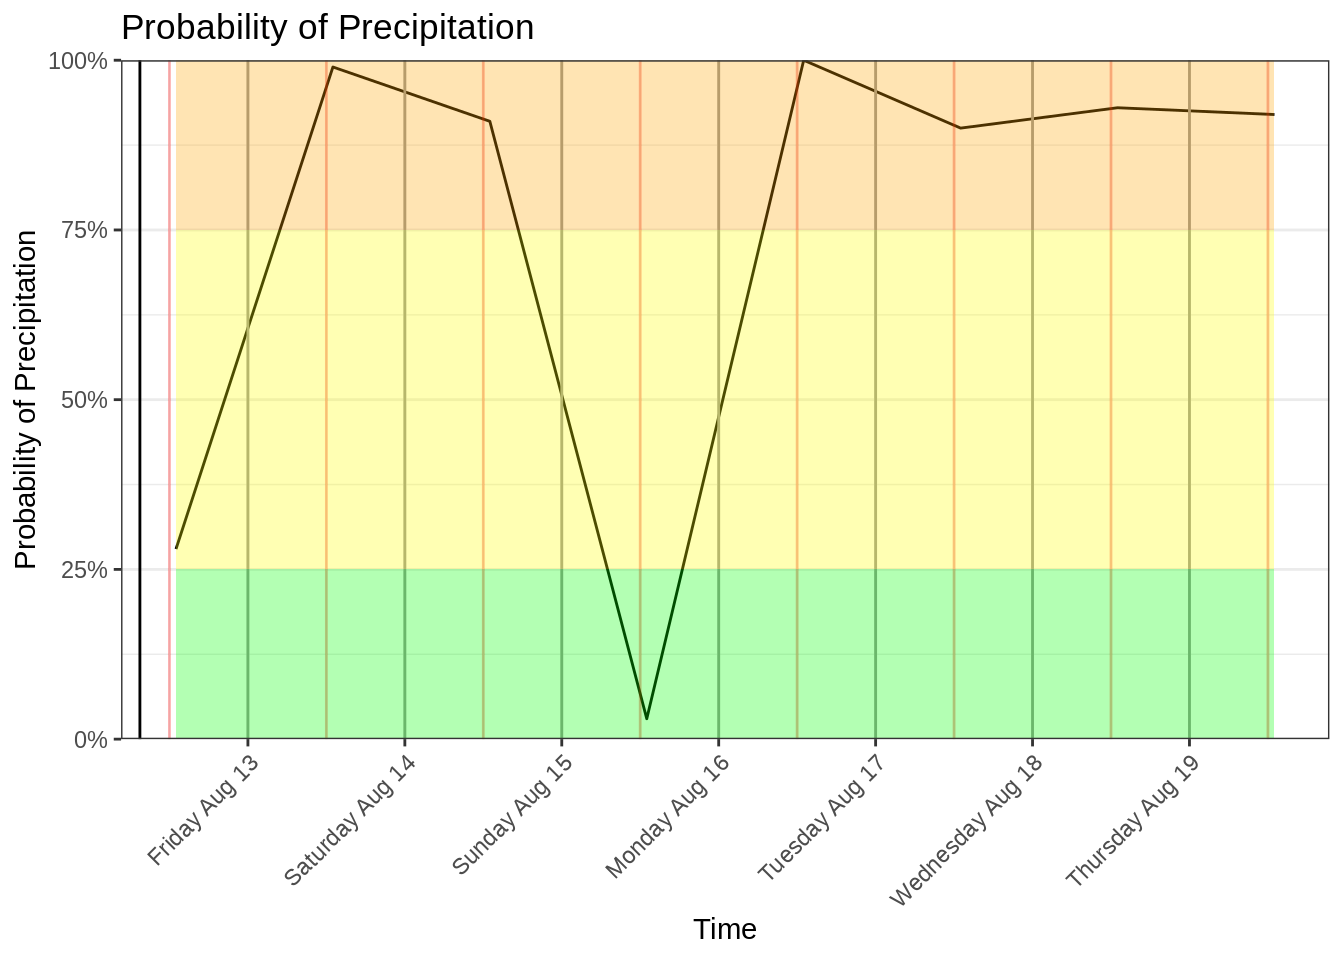 Probability of Precipitation
100%
75%
50%
25%
0%
Probability of Precipitation
Friday Aug 13
Saturday Aug 14
Sunday Aug 15
Monday Aug 16
Tuesday Aug 17
Wednesday Aug 18
Thursday Aug 19
Time